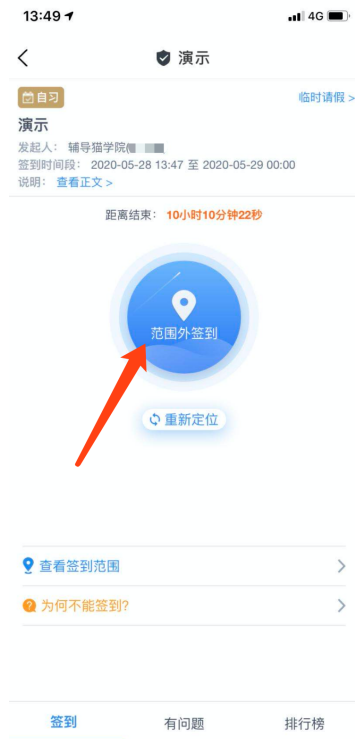 13:49
4G
演示
自习
临时请假 >
演示
发起人： 辅导猫学院(
签到时间段： 2020-05-28 13:47 至 2020-05-29 00:00
说明： 查看正文 >
距离结束： 10小时10分钟22秒
范围外签到
重新定位
查看签到范围
? 为何不能签到?
签到 有问题 排行榜